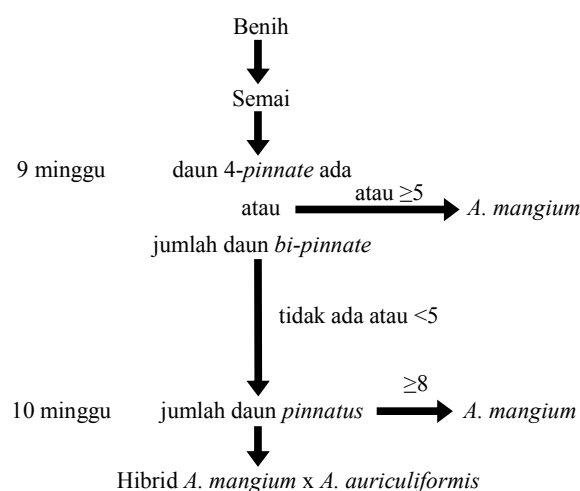 Benih
Semai
9 minggu
daun 4-pinnate ada
atau
jumlah daun bi-pinnate
atau ≥5
A. mangium
tidak ada atau <5
10 minggu
jumlah daun pinnatus
≥8
A. mangium
Hibrid A. mangium x A. auriculiformis